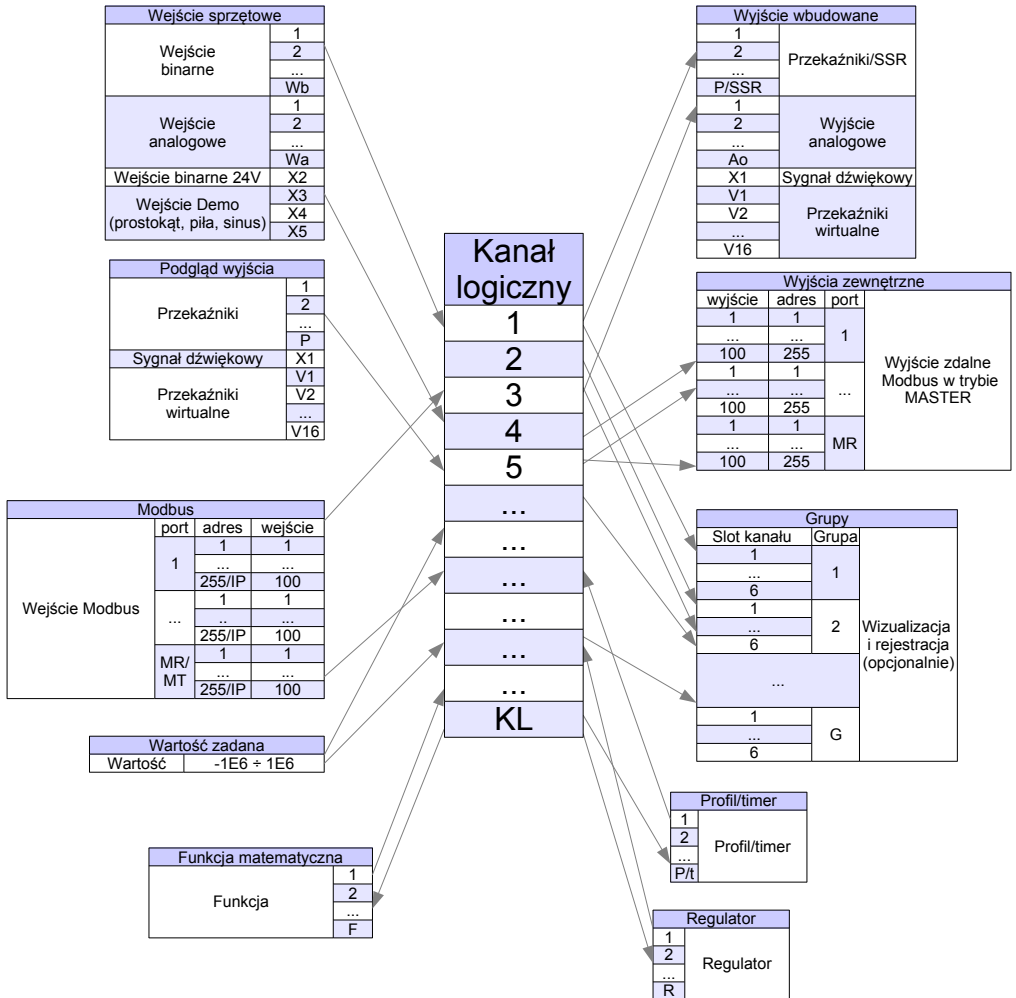 Wejście sprzętowe
Wejście
binarne
1
2
...
Wb
Wejście
analogowe
1
2
...
Wa
Wejście binarne 24V X2
Wejście Demo
(prostokąt, piła, sinus)
X3
X4
X5
Podgląd wyjścia
Przekaźniki
1
2
...
P
Sygnał dźwiękowy X1
Przekaźniki
wirtualne
V1
V2
...
V16
Modbus
port adres wejście
Wejście Modbus
1
1 1
... ...
255/IP 100
...
1 1
.. ...
255/IP 100
MR/
MT
1 1
... ...
255/IP 100
Wartość zadana
Wartość -1E6 ÷ 1E6
Funkcja matematyczna
Funkcja
1
2
...
F
Kanał
logiczny
1
2
3
4
5
...
...
...
...
...
...
KL
Wyjście wbudowane
1
2
...
P/SSR
Przekaźniki/SSR
1
2
...
Ao
Wyjście
analogowe
X1 Sygnał dźwiękowy
V1
V2
...
V16
Przekaźniki
wirtualne
Wyjścia zewnętrzne
wyjście adres port
1 1
... ...
100 255
1
1 1
... ...
100 255
...
1 1
... ...
100 255
MR
Wyjście zdalne
Modbus w trybie
MASTER
Grupy
Slot kanału Grupa
1
...
6
1
1
...
6
2
...
1
...
6
G
Wizualizacja
i rejestracja
(opcjonalnie)
Profil/timer
1
2
...
P/t
Profil/timer
Regulator
1
2
...
R
Regulator